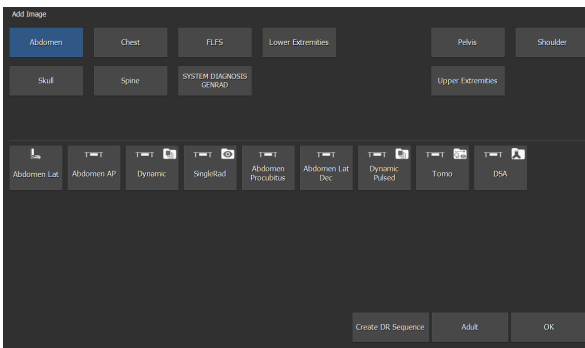 Add Image
Abdomen
Chest
FLFS
Lower Extremities
Pelvis
Shoulder
Skull
Spine
SYSTEM DIAGNOSIS
GENRAD
Upper Extremities
Abdomen Lat
Abdomen AP
Dynamic
SingleRad
Abdomen
Procubitus
Abdomen Lat
Dec
Dynamic
Pulsed
Tomo
DSA
Create DR Sequence
Adult
OK